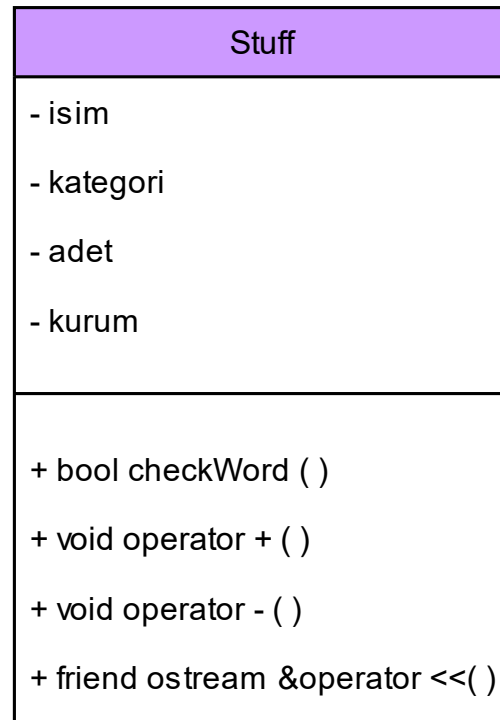 Stuff
- isim
- kategori
- adet
- kurum
+ bool checkWord ( )
+ void operator + ( )
+ void operator - ( )
+ friend ostream &operator <<( )